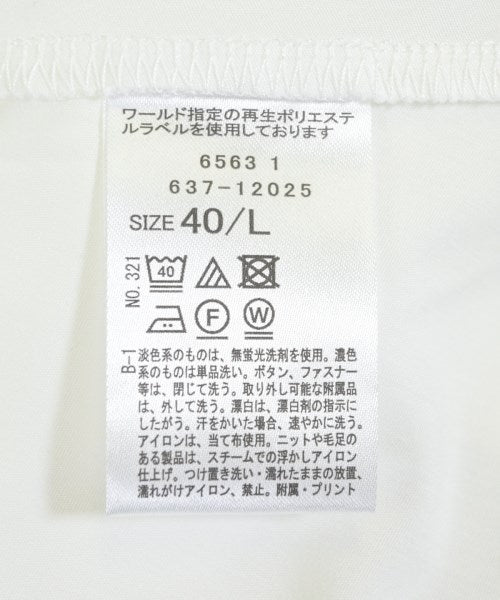 ワールド指定の再生ポリエステ
ルラベルを使用しております
6563 1
637-12025
SIZE 40/L
NO. 321
40
F W
B-1
淡色系のものは、無蛍光洗剤を使用。濃色
系のものは単品洗い。ボタン、ファスナー
等は、閉じて洗う。取り外し可能な附属品
は、外して洗う。漂白は、漂白剤の指示に
したがう。汗をかいた場合、速やかに洗う。
アイロンは、当て布使用。ニットや毛足の
ある製品は、スチームでの浮かしアイロン
仕上げ。つけ置き洗い・濡れたままの放置、
濡れがけアイロン、禁止。附属・プリント